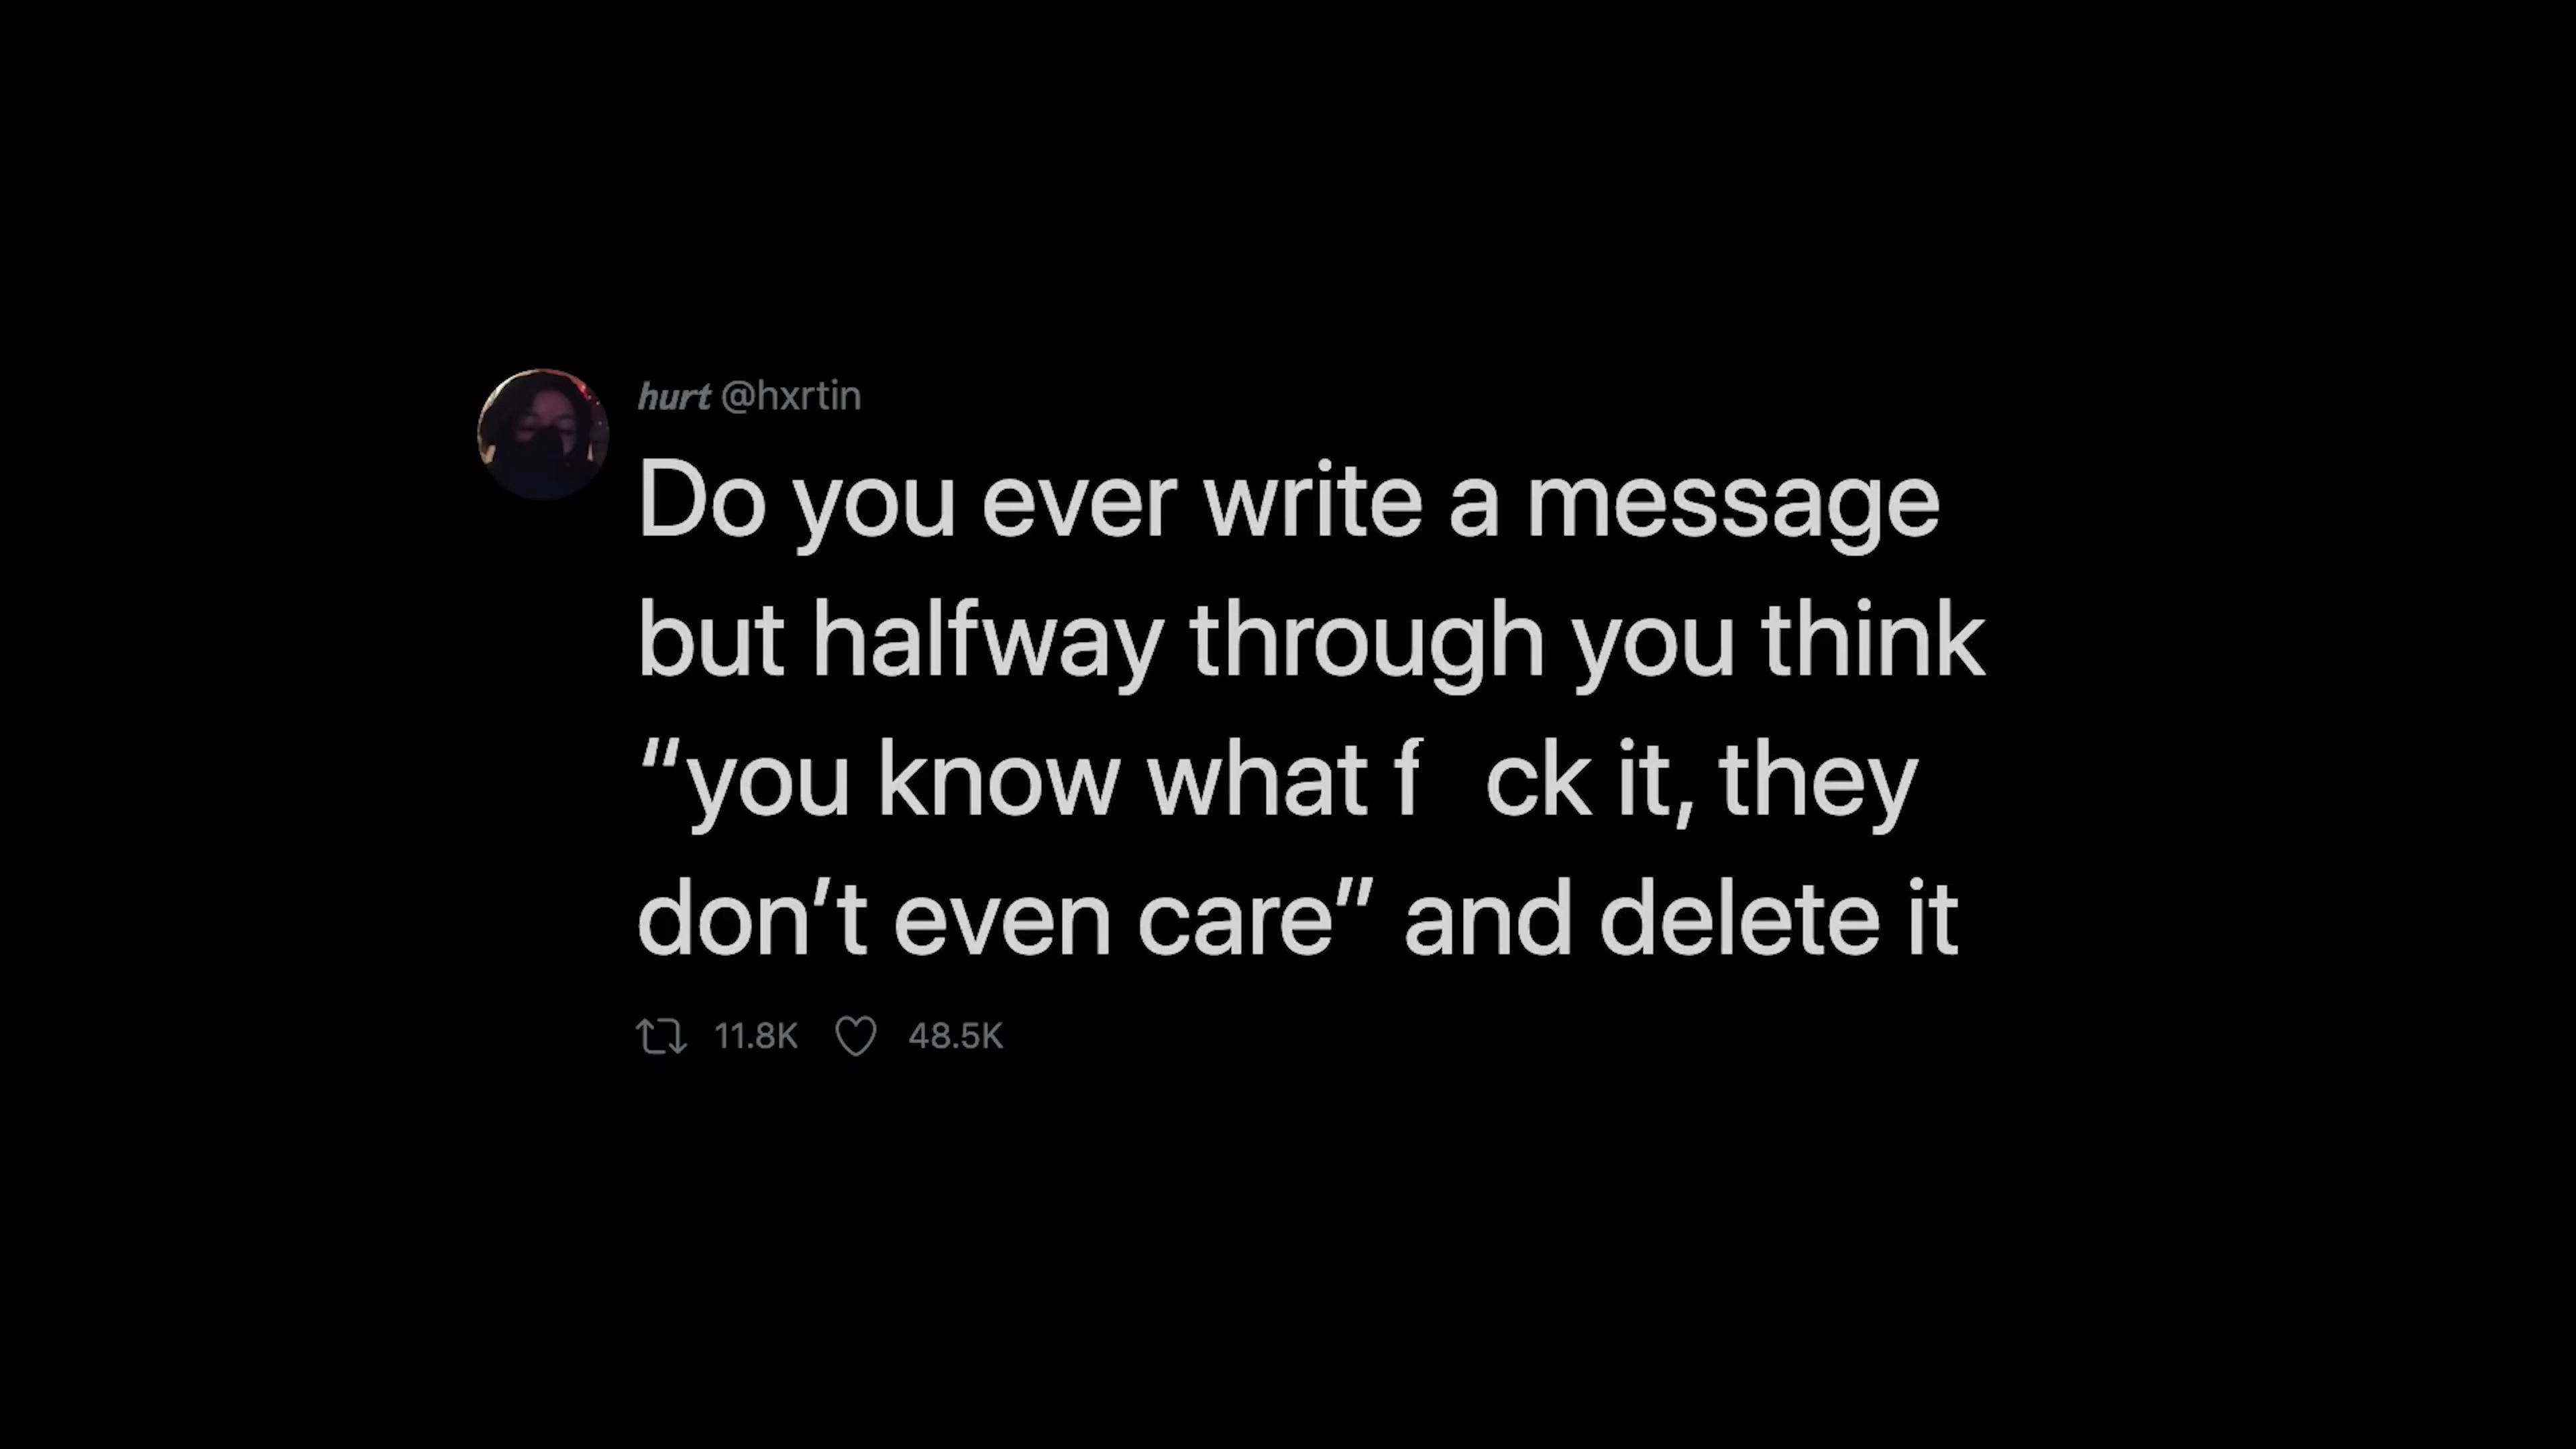 hurt @hxrtin
Do you ever write a message
but halfway through you think
“you know what f ck it, they
don’t even care” and delete it
11.8K 48.5K